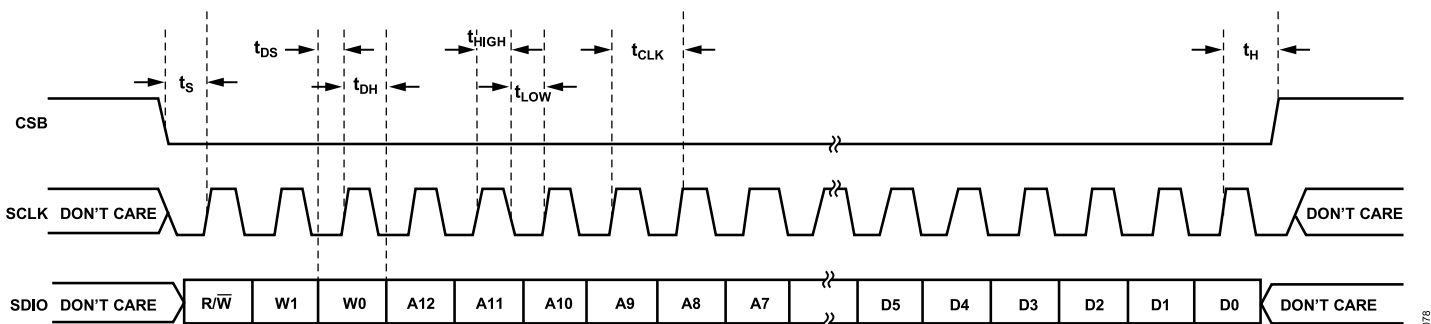 tDS
tHIGH
tCLK
tH
tS
tDH
tLOW
CSB
SCLK DON'T CARE
DON'T CARE
SDIO DON'T CARE R/W̅ W1 W0 A12 A11 A10 A9 A8 A7 D5 D4 D3 D2 D1 D0 DON'T CARE
078